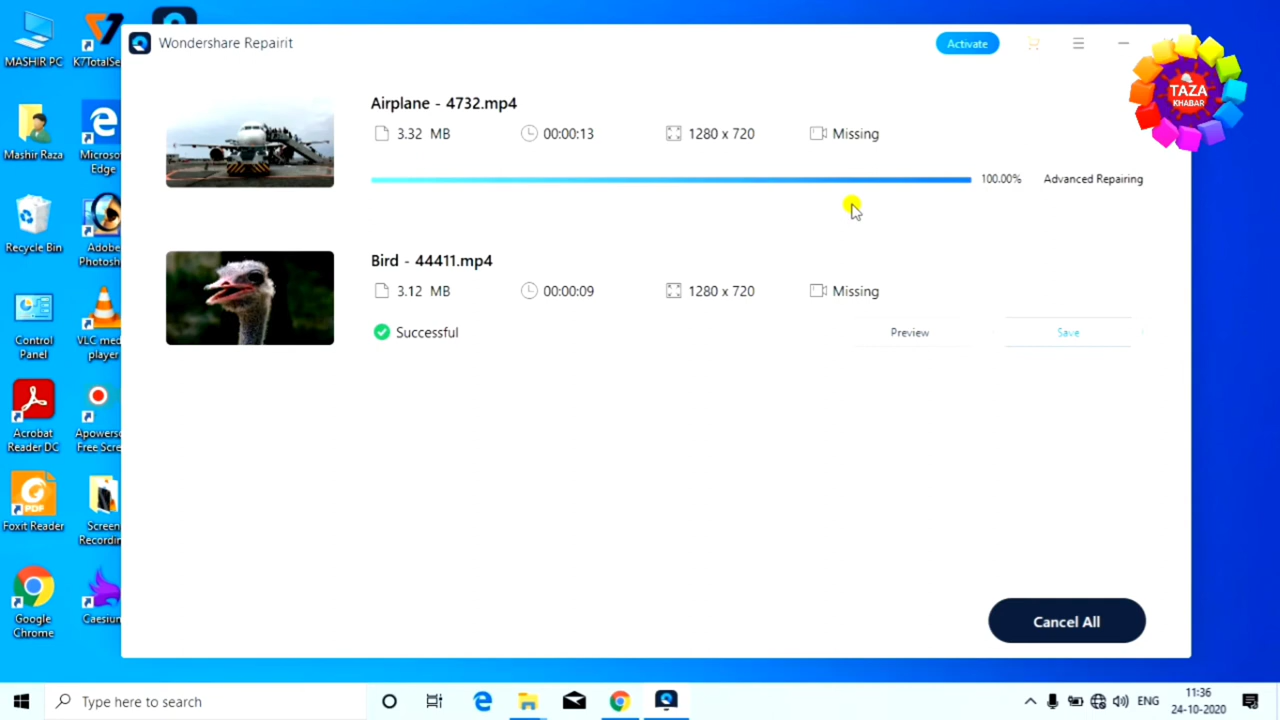 Wondershare Repairit
Activate
Airplane - 4732.mp4
3.32 MB
00:00:13
1280 x 720
Missing
100.00%
Advanced Repairing
Bird - 44411.mp4
3.12 MB
00:00:09
1280 x 720
Missing
Successful
Preview
Save
Cancel All
TAZA
KHABAR
MASHIR PC
K7TotalSe
Mashir Raza
Microso
Edge
Recycle Bin
Adobe
Photosh
Control
Panel
VLC med
player
Acrobat
Reader DC
Apowers
Free Scre
PDF
Foxit Reader
Screen
Recordin
Google
Chrome
Caesium
Type here to search
ENG
11:36
24-10-2020